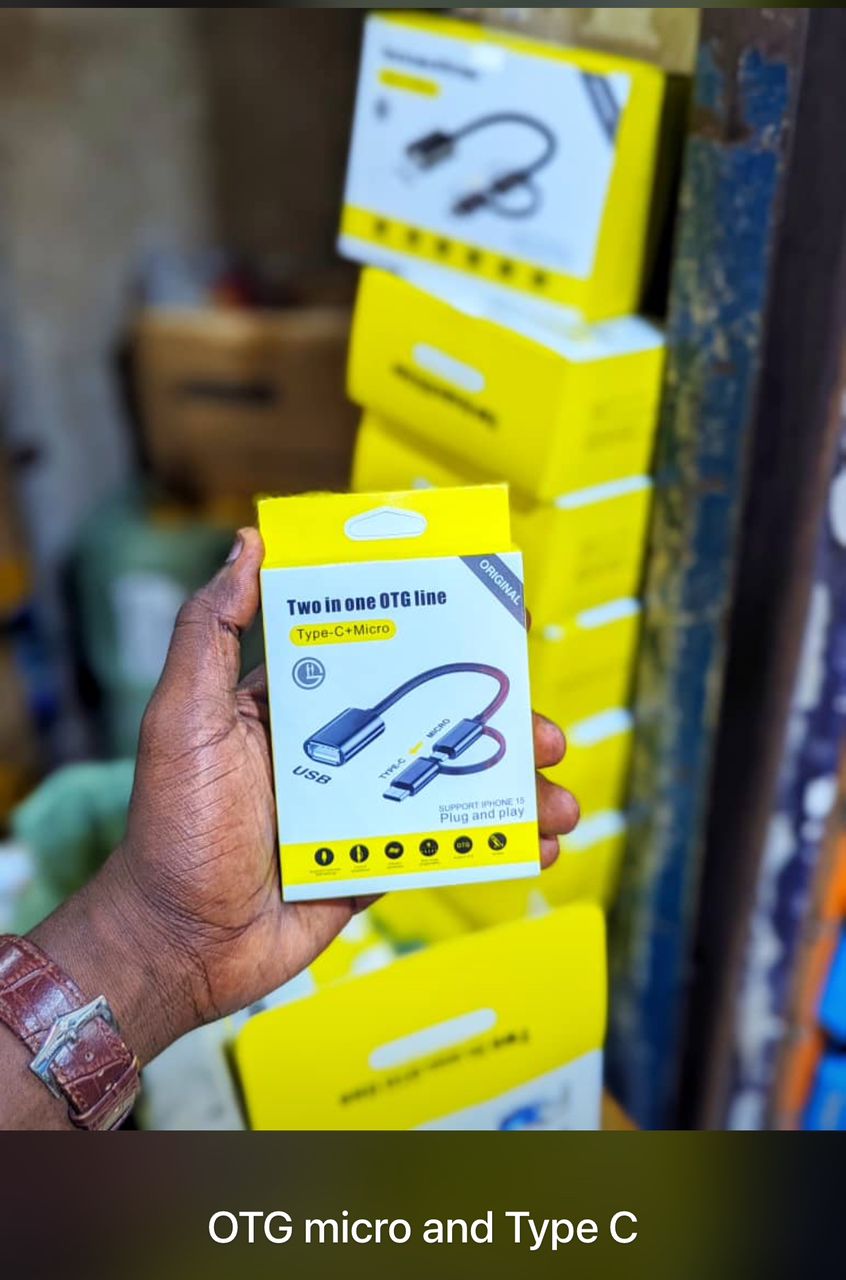 ORIGINAL
Two in one OTG line
Type-C+Micro
MICRO
TYPE-C
USB
SUPPORT IPHONE 15
Plug and play
OTG
OTG micro and Type C